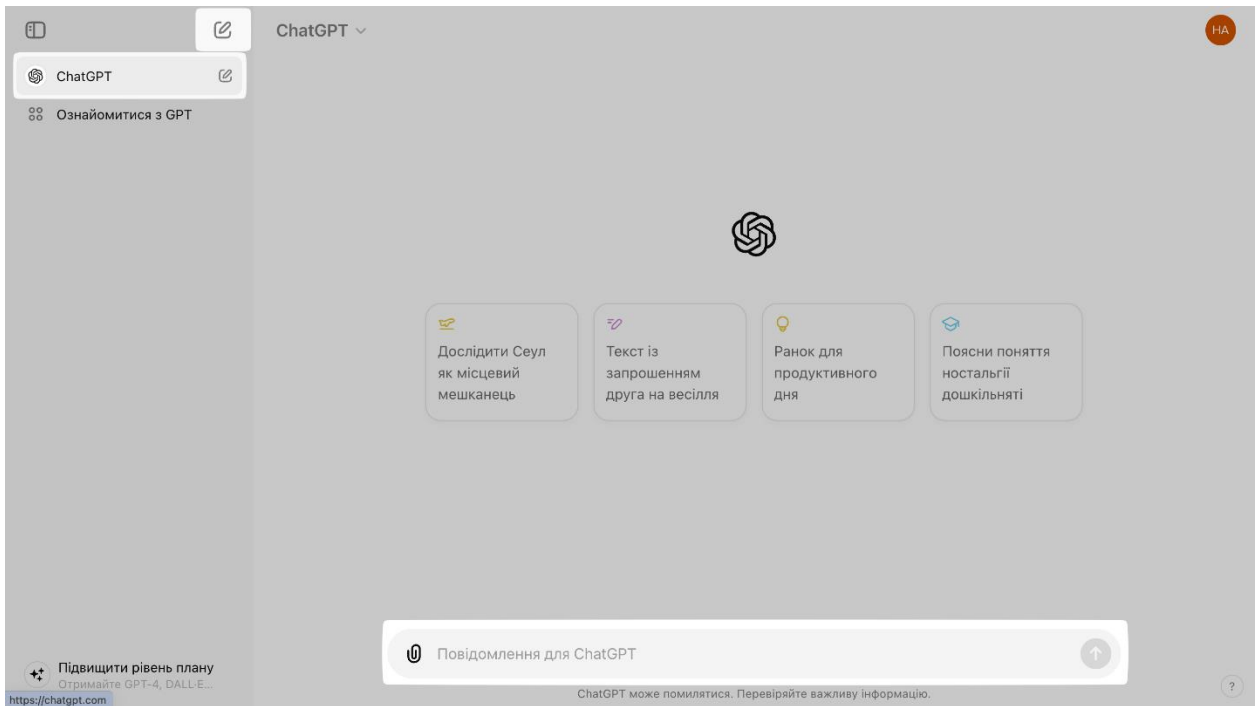 ChatGPT
HA
ChatGPT
Ознайомитися з GPT
Дослідити Сеул
як місцевий
мешканець
Текст із
запрошенням
друга на весілля
Ранок для
продуктивного
дня
Поясни поняття
ностальгії
дошкільняті
Повідомлення для ChatGPT
Підвищити рівень плану
Отримайте GPT-4, DALL·E...
https://chatgpt.com
ChatGPT може помилятися. Перевіряйте важливу інформацію.
?